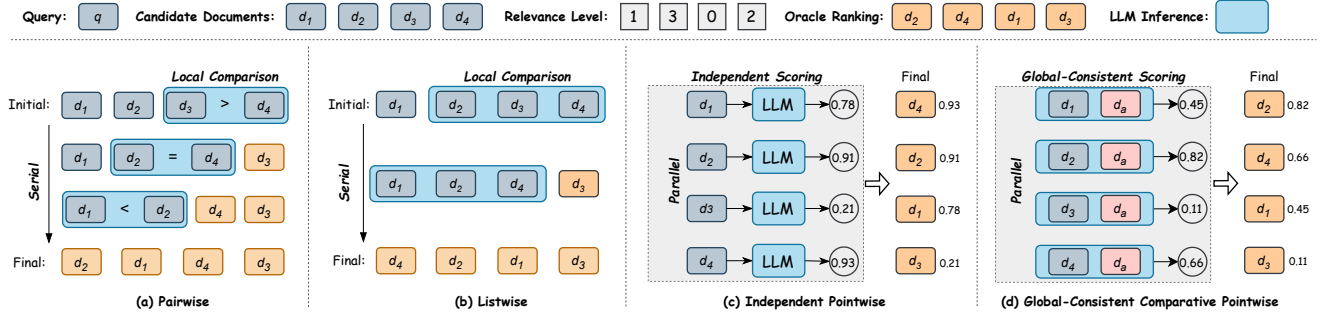 Query: q Candidate Documents: d1 d2 d3 d4 Relevance Level: 1 3 0 2 Oracle Ranking: d2 d4 d1 d3 LLM Inference:
Local Comparison
Initial: d1 d2 d3 > d4
Serial
d1 d2 = d4 d3
d1 < d2 d4 d3
Final: d2 d1 d4 d3
(a) Pairwise
Local Comparison
Initial: d1 d2 d3 d4
Serial
d1 d2 d4 d3
Final: d4 d2 d1 d3
(b) Listwise
Independent Scoring Final
Parallel
d1 LLM 0.78 d4 0.93
d2 LLM 0.91 d2 0.91
d3 LLM 0.21 d1 0.78
d4 LLM 0.93 d3 0.21
(c) Independent Pointwise
Global-Consistent Scoring Final
Parallel
d1 da 0.45 d2 0.82
d2 da 0.82 d4 0.66
d3 da 0.11 d1 0.45
d4 da 0.66 d3 0.11
(d) Global-Consistent Comparative Pointwise